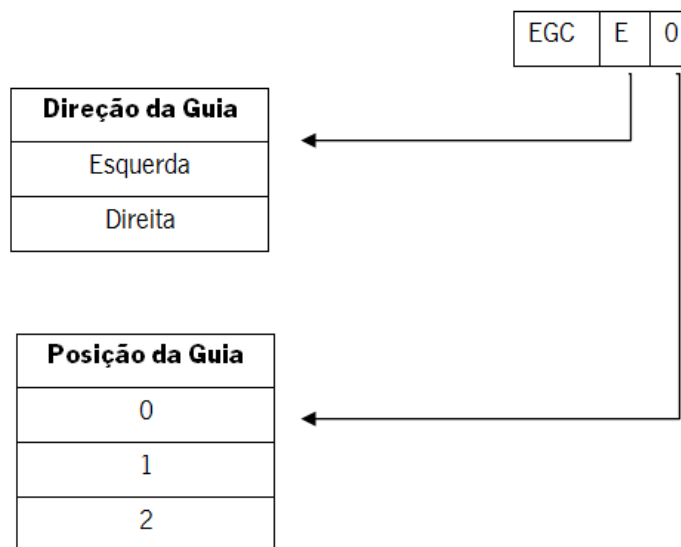 EGC E 0
Direção da Guia
Esquerda
Direita
Posição da Guia
0
1
2